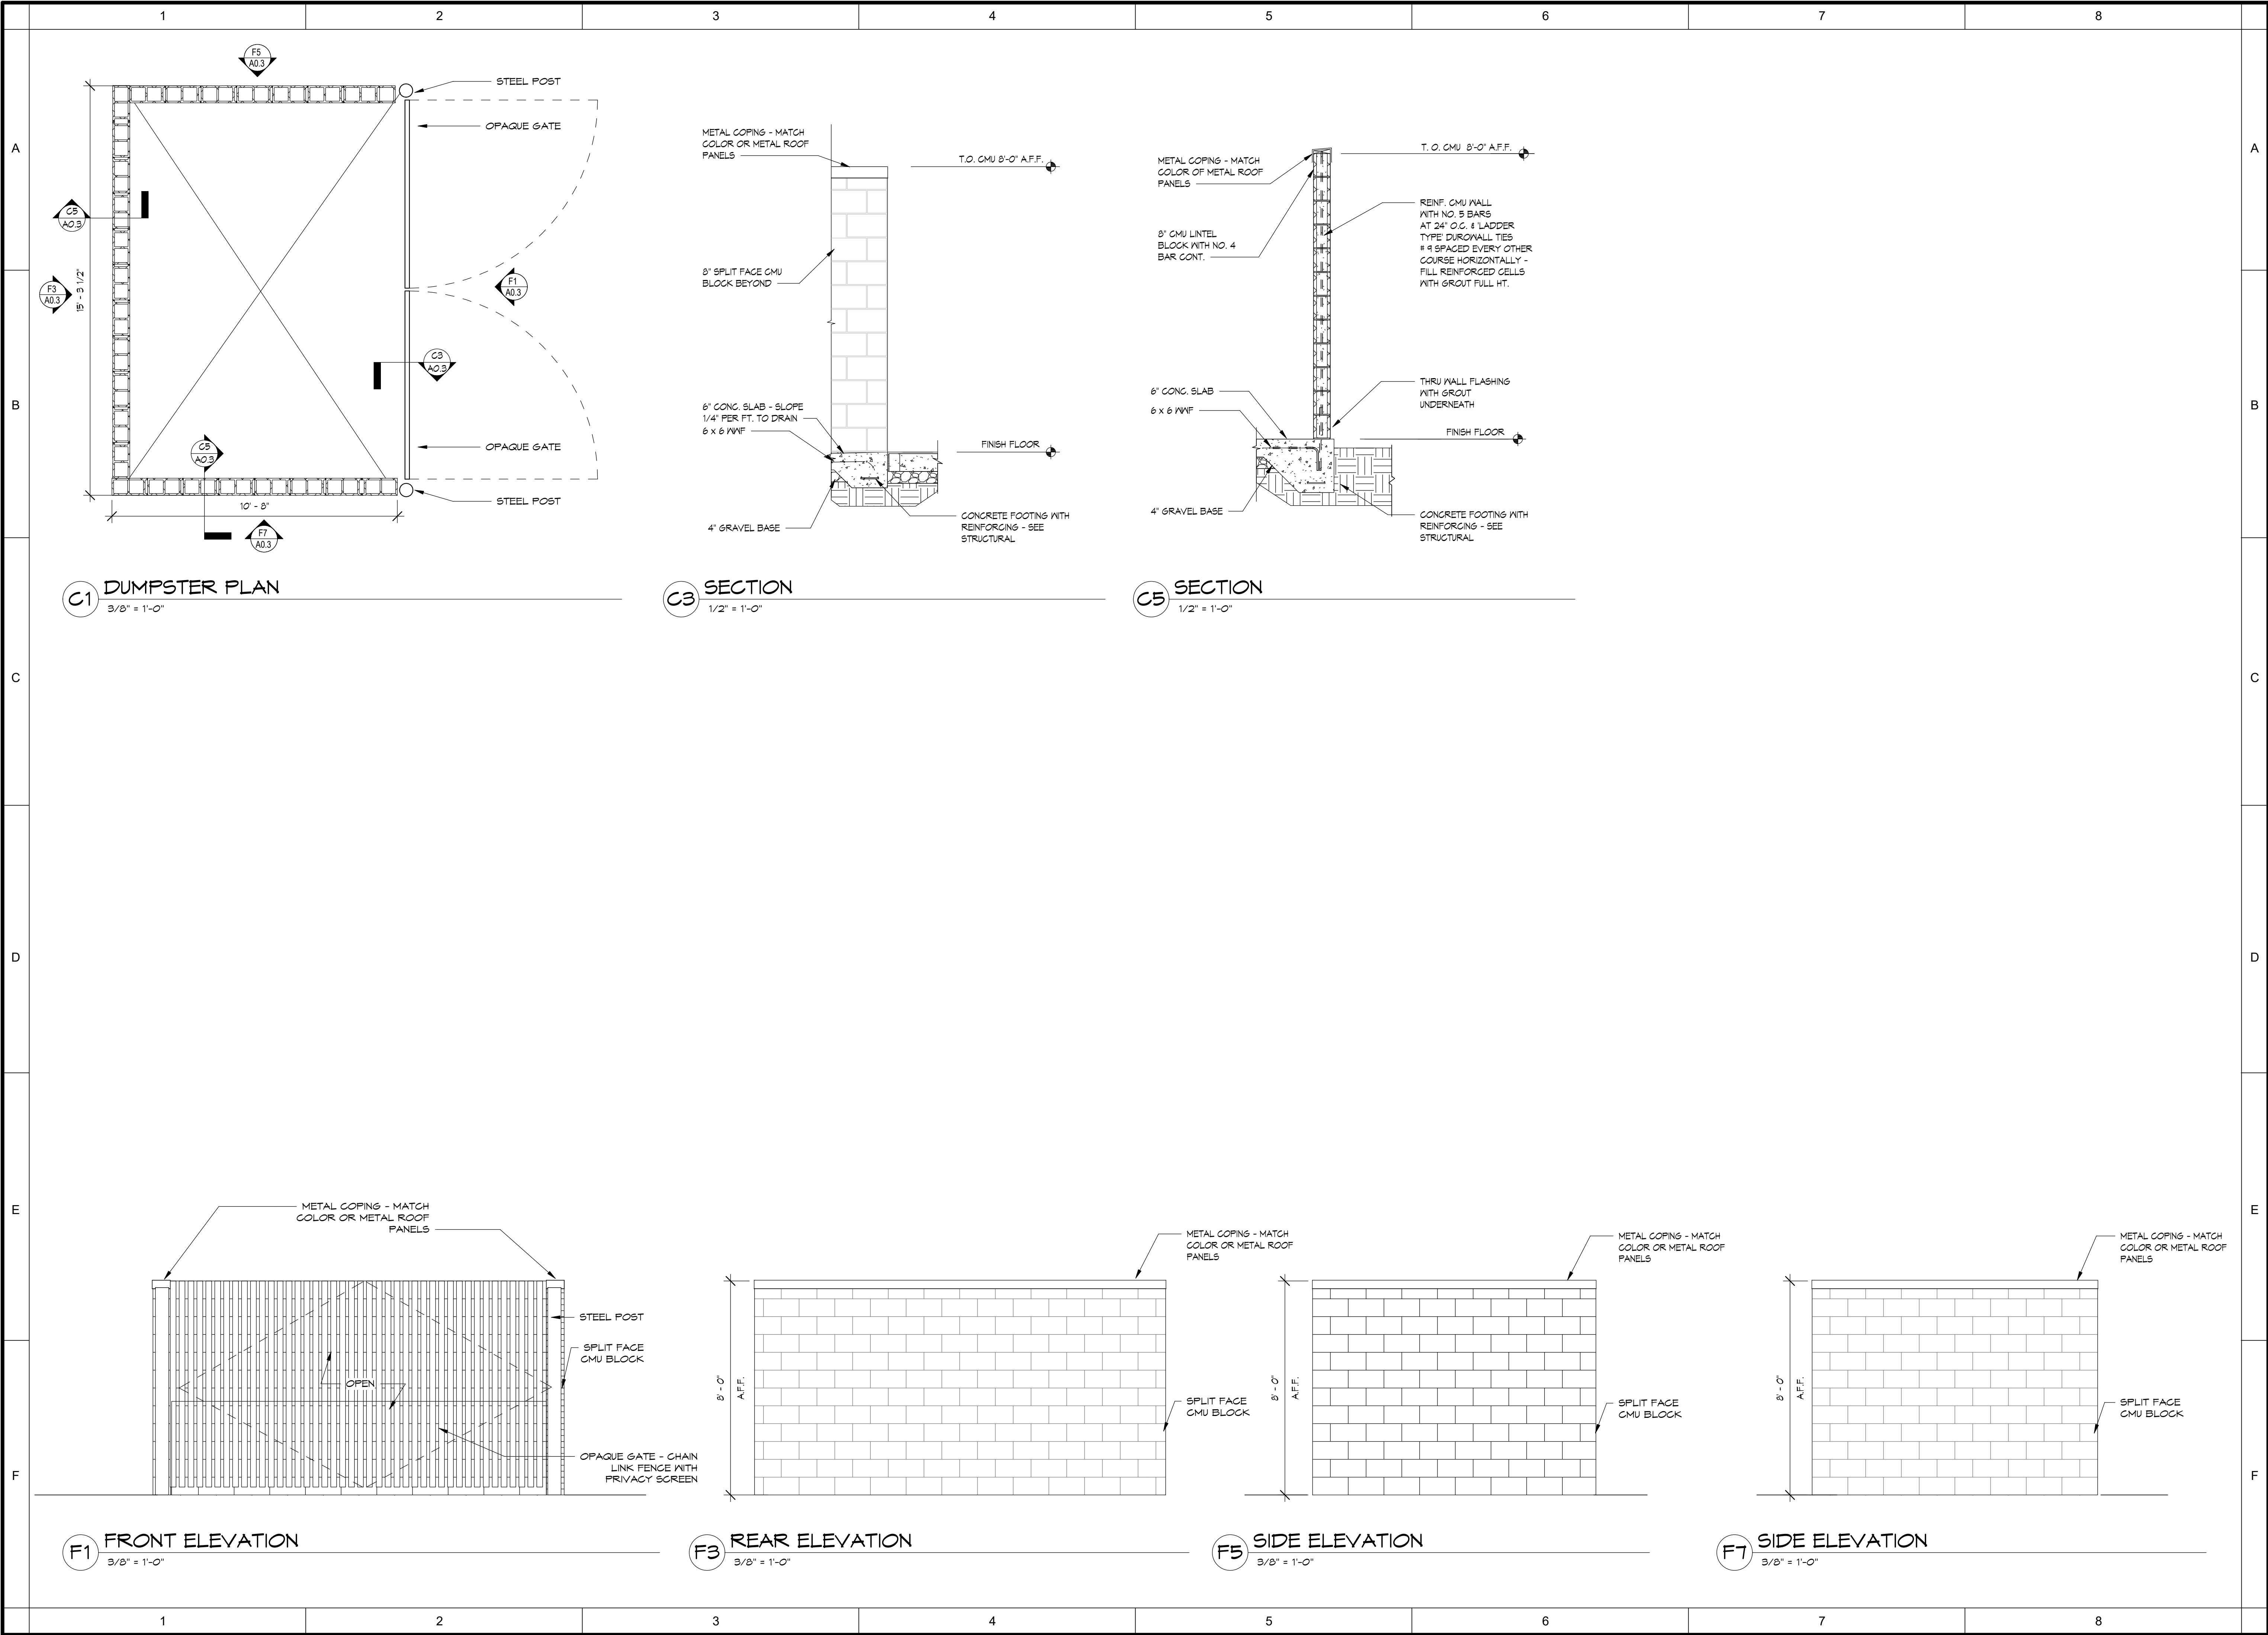 1 2 3 4 5 6 7 8
A
B
C
D
E
F
A
B
C
D
E
F
F5
A0.3
STEEL POST
OPAQUE GATE
C5
A0.3
F3
A0.3
15' - 3 1/2"
F1
A0.3
C3
A0.3
OPAQUE GATE
C5
A0.3
STEEL POST
10' - 8"
F7
A0.3
C1 DUMPSTER PLAN
3/8" = 1'-0"
METAL COPING - MATCH
COLOR OR METAL ROOF
PANELS
T.O. CMU 8'-0" A.F.F.
8" SPLIT FACE CMU
BLOCK BEYOND
6" CONC. SLAB - SLOPE
1/4" PER FT. TO DRAIN
6 x 6 WWF
FINISH FLOOR
4" GRAVEL BASE
CONCRETE FOOTING WITH
REINFORCING - SEE
STRUCTURAL
C3 SECTION
1/2" = 1'-0"
METAL COPING - MATCH
COLOR OF METAL ROOF
PANELS
T. O. CMU 8'-0" A.F.F.
8" CMU LINTEL
BLOCK WITH NO. 4
BAR CONT.
REINF. CMU WALL
WITH NO. 5 BARS
AT 24" O.C. & 'LADDER
TYPE' DUROWALL TIES
# 9 SPACED EVERY OTHER
COURSE HORIZONTALLY -
FILL REINFORCED CELLS
WITH GROUT FULL HT.
6" CONC. SLAB
6 x 6 WWF
THRU WALL FLASHING
WITH GROUT
UNDERNEATH
FINISH FLOOR
4" GRAVEL BASE
CONCRETE FOOTING WITH
REINFORCING - SEE
STRUCTURAL
C5 SECTION
1/2" = 1'-0"
METAL COPING - MATCH
COLOR OR METAL ROOF
PANELS
STEEL POST
SPLIT FACE
CMU BLOCK
OPEN
OPAQUE GATE - CHAIN
LINK FENCE WITH
PRIVACY SCREEN
F1 FRONT ELEVATION
3/8" = 1'-0"
METAL COPING - MATCH
COLOR OR METAL ROOF
PANELS
8' - 0"
A.F.F.
SPLIT FACE
CMU BLOCK
F3 REAR ELEVATION
3/8" = 1'-0"
METAL COPING - MATCH
COLOR OR METAL ROOF
PANELS
8' - 0"
A.F.F.
SPLIT FACE
CMU BLOCK
F5 SIDE ELEVATION
3/8" = 1'-0"
METAL COPING - MATCH
COLOR OR METAL ROOF
PANELS
8' - 0"
A.F.F.
SPLIT FACE
CMU BLOCK
F7 SIDE ELEVATION
3/8" = 1'-0"
1 2 3 4 5 6 7 8